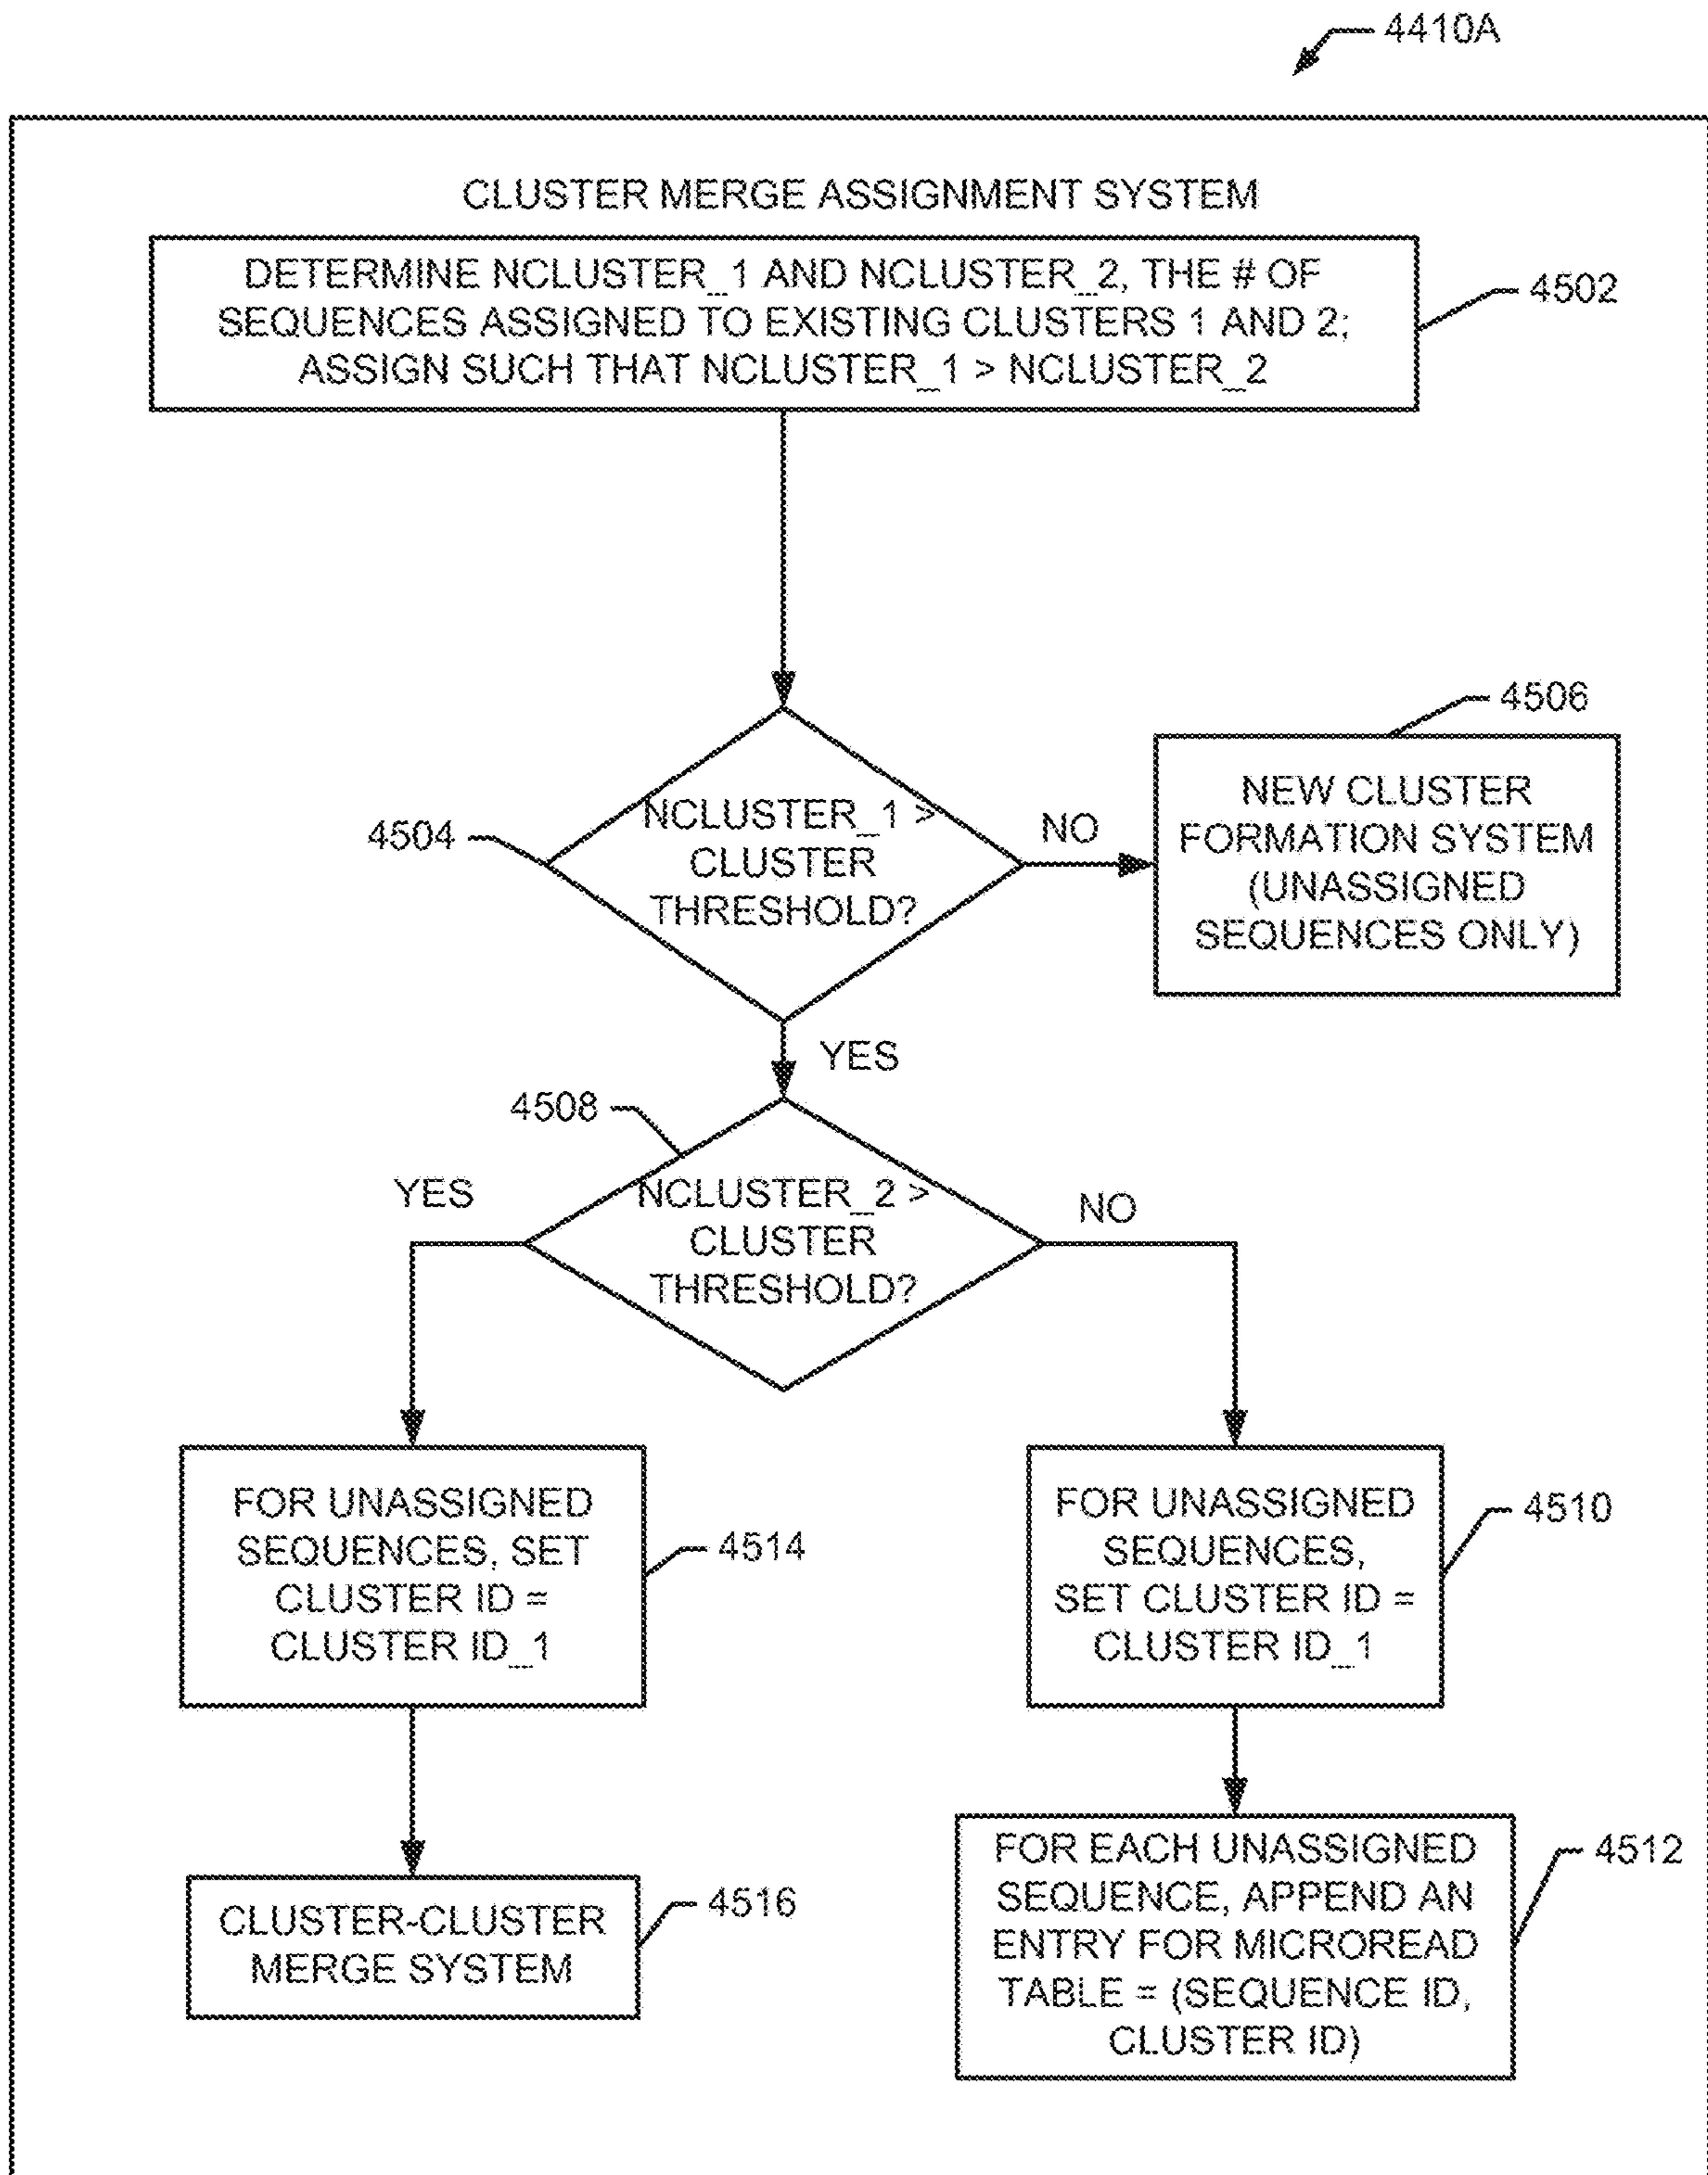 4410A
CLUSTER MERGE ASSIGNMENT SYSTEM
DETERMINE NCLUSTER_1 AND NCLUSTER_2, THE # OF
SEQUENCES ASSIGNED TO EXISTING CLUSTERS 1 AND 2;
ASSIGN SUCH THAT NCLUSTER_1 > NCLUSTER_2
4502
4504
NCLUSTER_1 >
CLUSTER
THRESHOLD?
NO
4506
NEW CLUSTER
FORMATION SYSTEM
(UNASSIGNED
SEQUENCES ONLY)
YES
4508
NCLUSTER_2 >
CLUSTER
THRESHOLD?
YES
NO
FOR UNASSIGNED
SEQUENCES, SET
CLUSTER ID =
CLUSTER ID_1
4514
FOR UNASSIGNED
SEQUENCES,
SET CLUSTER ID =
CLUSTER ID_1
4510
CLUSTER-CLUSTER
MERGE SYSTEM
4516
FOR EACH UNASSIGNED
SEQUENCE, APPEND AN
ENTRY FOR MICROREAD
TABLE = (SEQUENCE ID,
CLUSTER ID)
4512